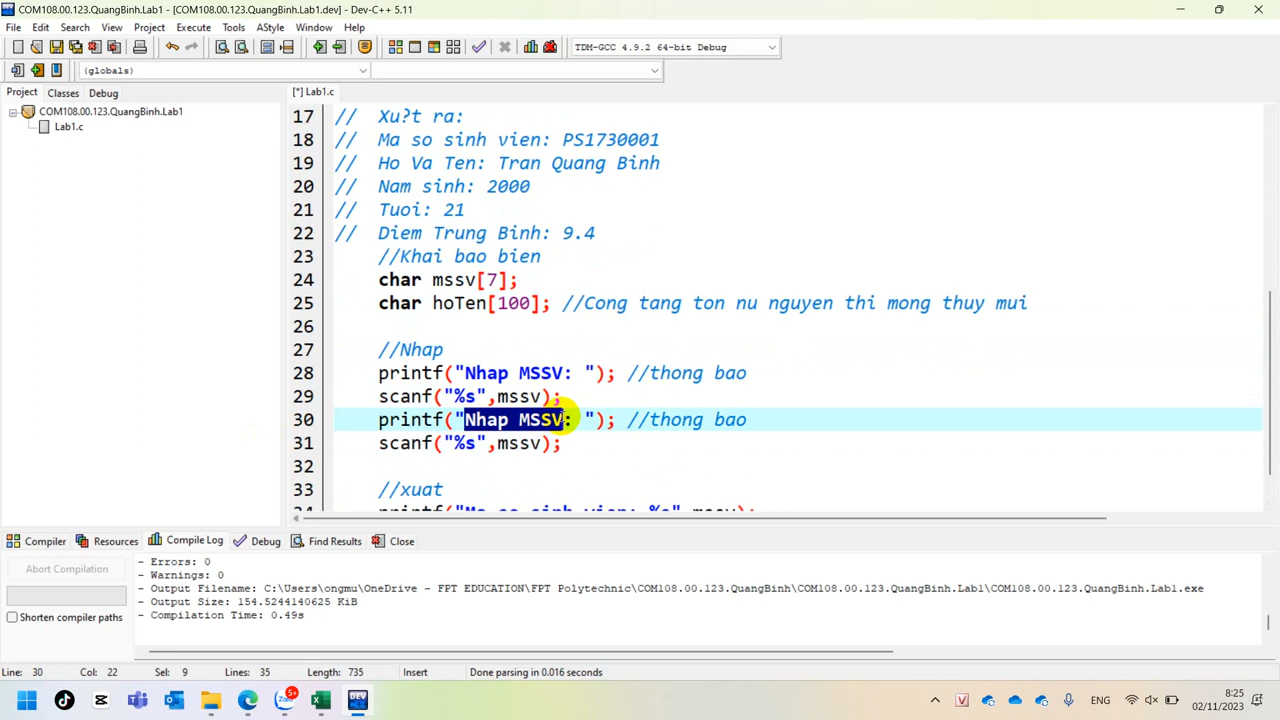 COM108.00.123.QuangBinh.Lab1 - [COM108.00.123.QuangBinh.Lab1.dev] - Dev-C++ 5.11
File Edit Search View Project Execute Tools AStyle Window Help
TDM-GCC 4.9.2 64-bit Debug
(globals)
Project Classes Debug
[*] Lab1.c
COM108.00.123.QuangBinh.Lab1
Lab1.c
17 // Xu?t ra:
18 // Ma so sinh vien: PS1730001
19 // Ho Va Ten: Tran Quang Binh
20 // Nam sinh: 2000
21 // Tuoi: 21
22 // Diem Trung Binh: 9.4
23 //Khai bao bien
24 char mssv[7];
25 char hoTen[100]; //Cong tang ton nu nguyen thi mong thuy mui
26
27 //Nhap
28 printf("Nhap MSSV: "); //thong bao
29 scanf("%s",mssv);
30 printf("Nhap MSSV: "); //thong bao
31 scanf("%s",mssv);
32
33 //xuat
34 printf("Ma so sinh vien: %s",mssv);
Compiler Resources Compile Log Debug Find Results Close
Abort Compilation
Shorten compiler paths
- Errors: 0
- Warnings: 0
- Output Filename: C:\Users\ongmu\OneDrive - FPT EDUCATION\FPT Polytechnic\COM108.00.123.QuangBinh.Lab1\COM108.00.123.QuangBinh.Lab1.exe
- Output Size: 154.5244140625 KiB
- Compilation Time: 0.49s
Line: 30 Col: 22 Sel: 9 Lines: 35 Length: 735 Insert Done parsing in 0.016 seconds
5+
DEV
V
ENG
8:25
02/11/2023